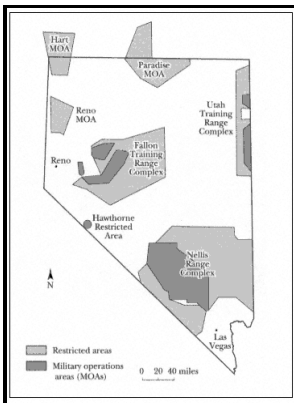 Hart
MOA
Paradise
MOA
Reno
MOA
Utah
Training
Range
Complex
Reno
Fallon
Training
Range
Complex
Hawthorne
Restricted
Area
Nellis
Range
Complex
N
Las
Vegas
Restricted areas
Military operations
areas (MOAs)
0 20 40 miles